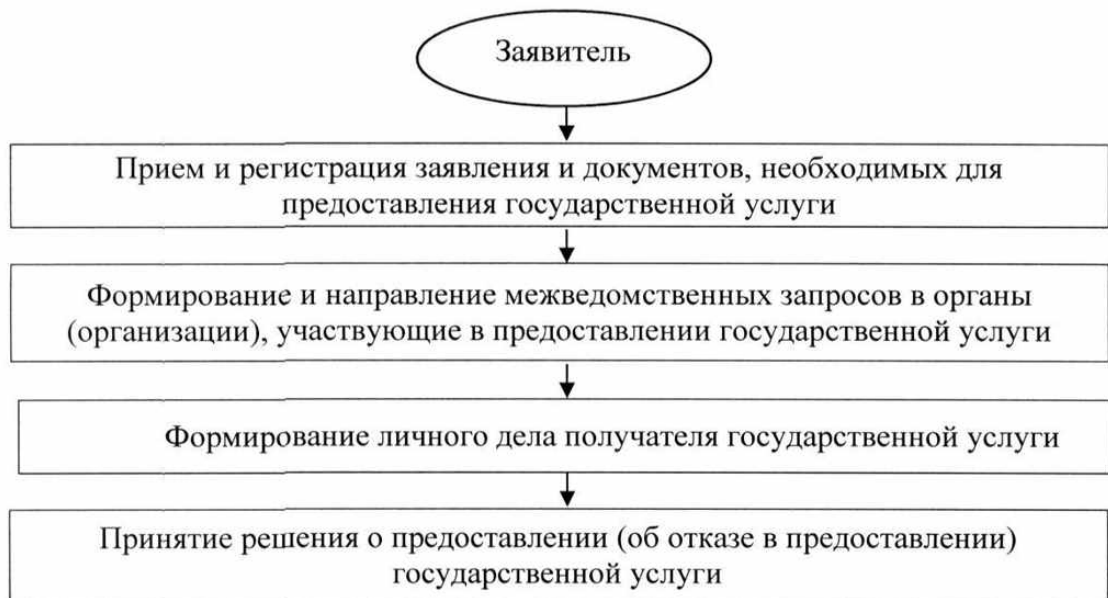 Заявитель
Прием и регистрация заявления и документов, необходимых для
предоставления государственной услуги
Формирование и направление межведомственных запросов в органы
(организации), участвующие в предоставлении государственной услуги
Формирование личного дела получателя государственной услуги
Принятие решения о предоставлении (об отказе в предоставлении)
государственной услуги